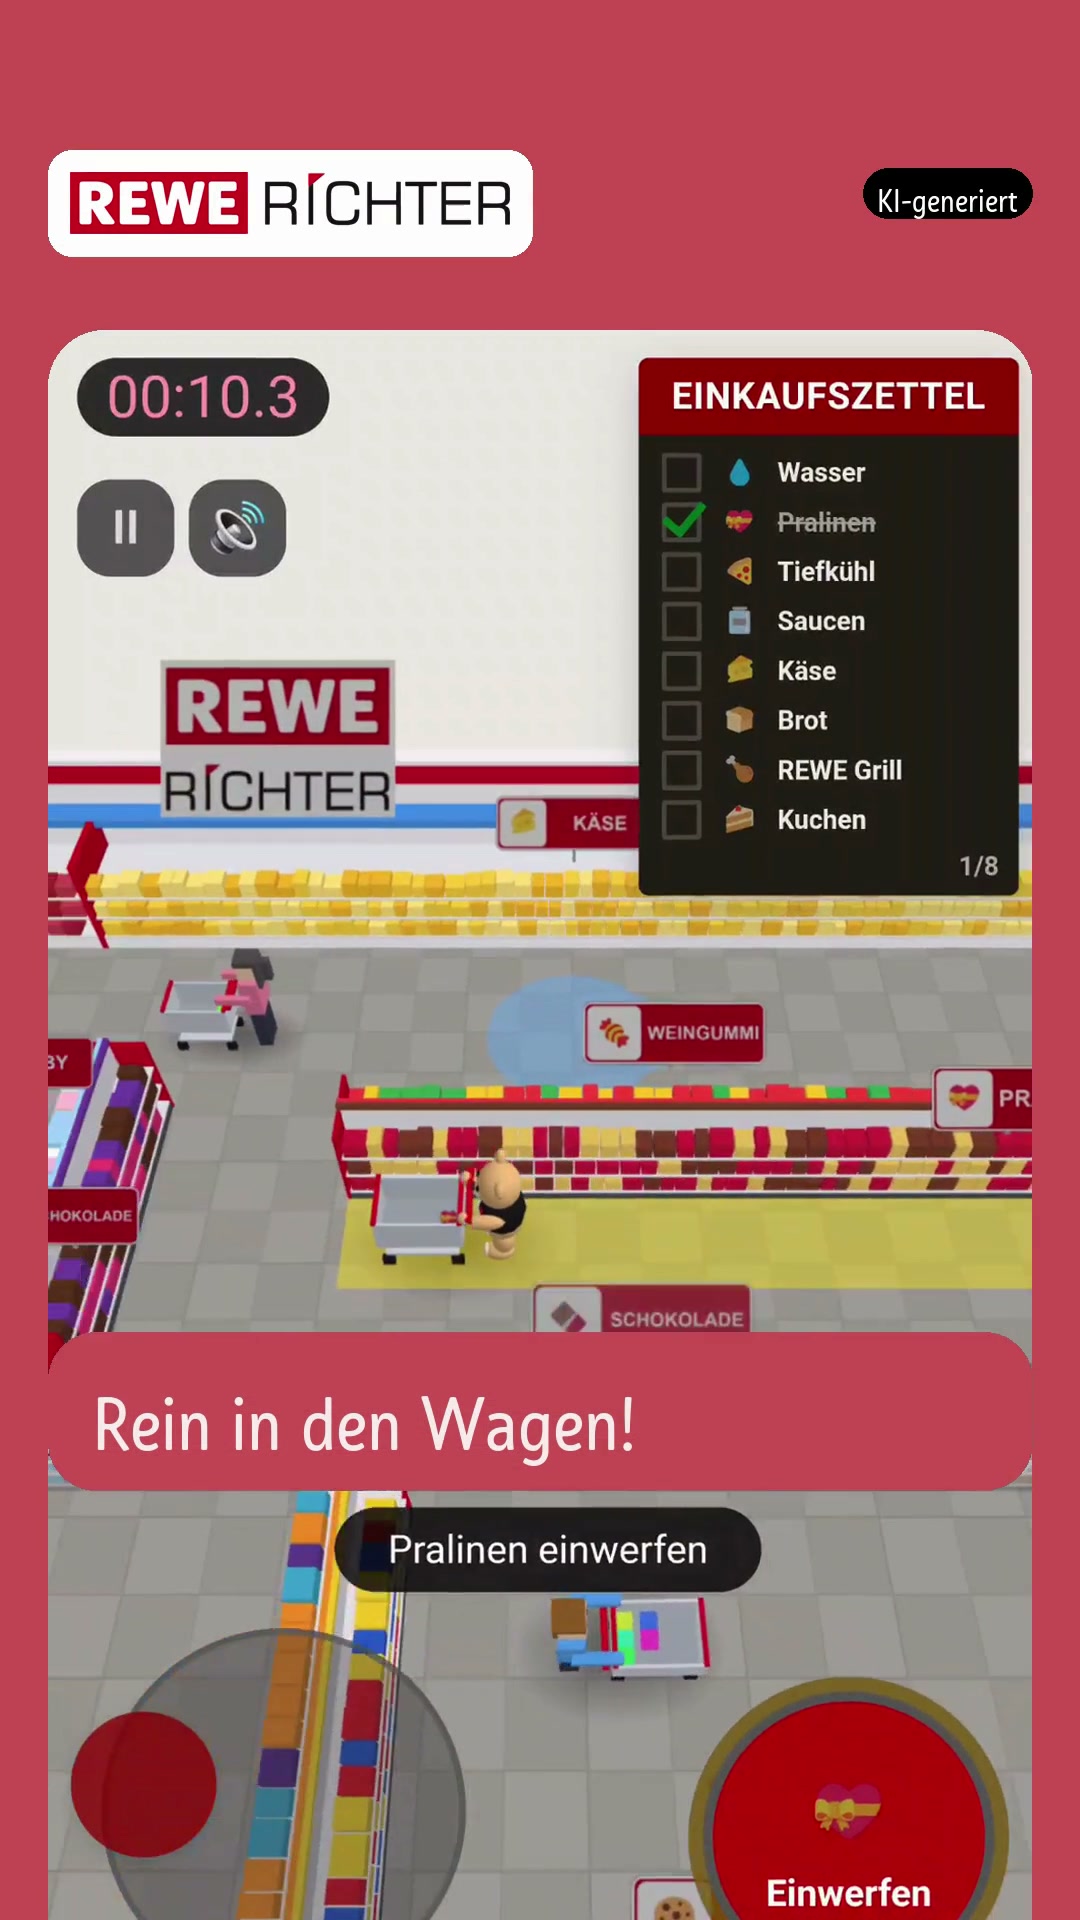 REWE RICHTER
KI-generiert
00:10.3
EINKAUFSZETTEL
Wasser
Pralinen
Tiefkühl
Saucen
Käse
Brot
REWE Grill
Kuchen
1/8
REWE
RICHTER
KÄSE
WEINGUMMI
BY
PR
HOKOLADE
SCHOKOLADE
Rein in den Wagen!
Pralinen einwerfen
Einwerfen